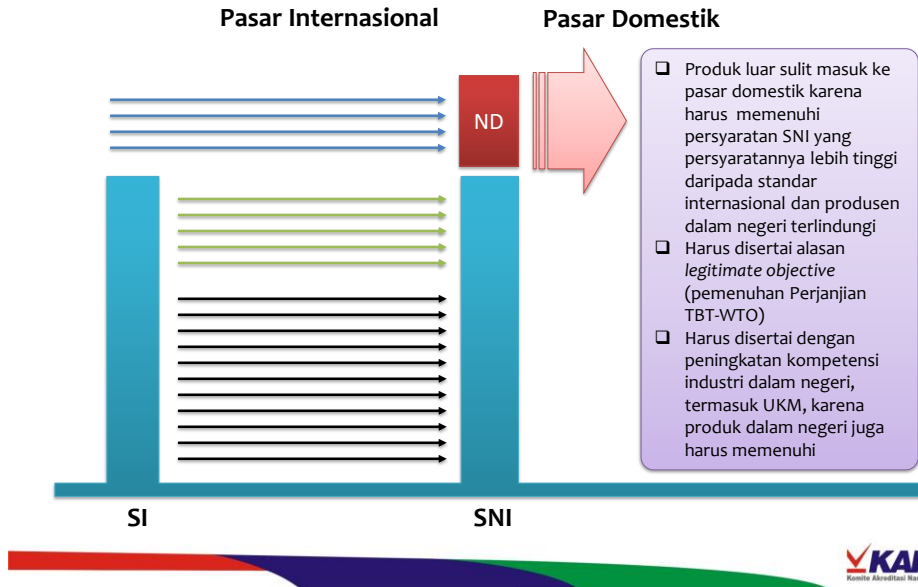 Pasar Internasional
Pasar Domestik
ND
❑ Produk luar sulit masuk ke
pasar domestik karena
harus memenuhi
persyaratan SNI yang
persyaratannya lebih tinggi
daripada standar
internasional dan produsen
dalam negeri terlindungi
❑ Harus disertai alasan
legitimate objective
(pemenuhan Perjanjian
TBT-WTO)
❑ Harus disertai dengan
peningkatan kompetensi
industri dalam negeri,
termasuk UKM, karena
produk dalam negeri juga
harus memenuhi
SI
SNI
Komite Akreditasi